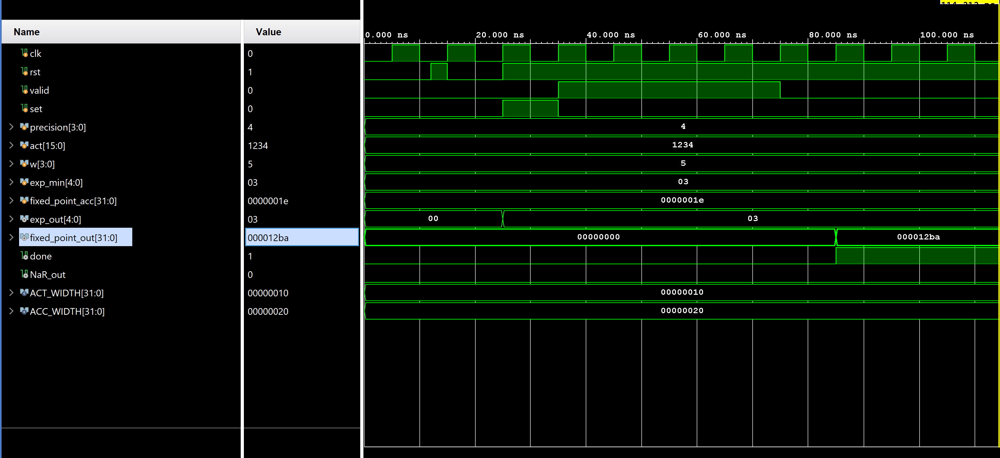 114.213 ns
Name Value
0.000 ns 20.000 ns 40.000 ns 60.000 ns 80.000 ns 100.000 ns
clk 0
rst 1
valid 0
set 0
precision[3:0] 4 4
act[15:0] 1234 1234
w[3:0] 5 5
exp_min[4:0] 03 03
fixed_point_acc[31:0] 0000001e 0000001e
exp_out[4:0] 03 00 03
fixed_point_out[31:0] 000012ba 00000000 000012ba
done 1
NaR_out 0
ACT_WIDTH[31:0] 00000010 00000010
ACC_WIDTH[31:0] 00000020 00000020